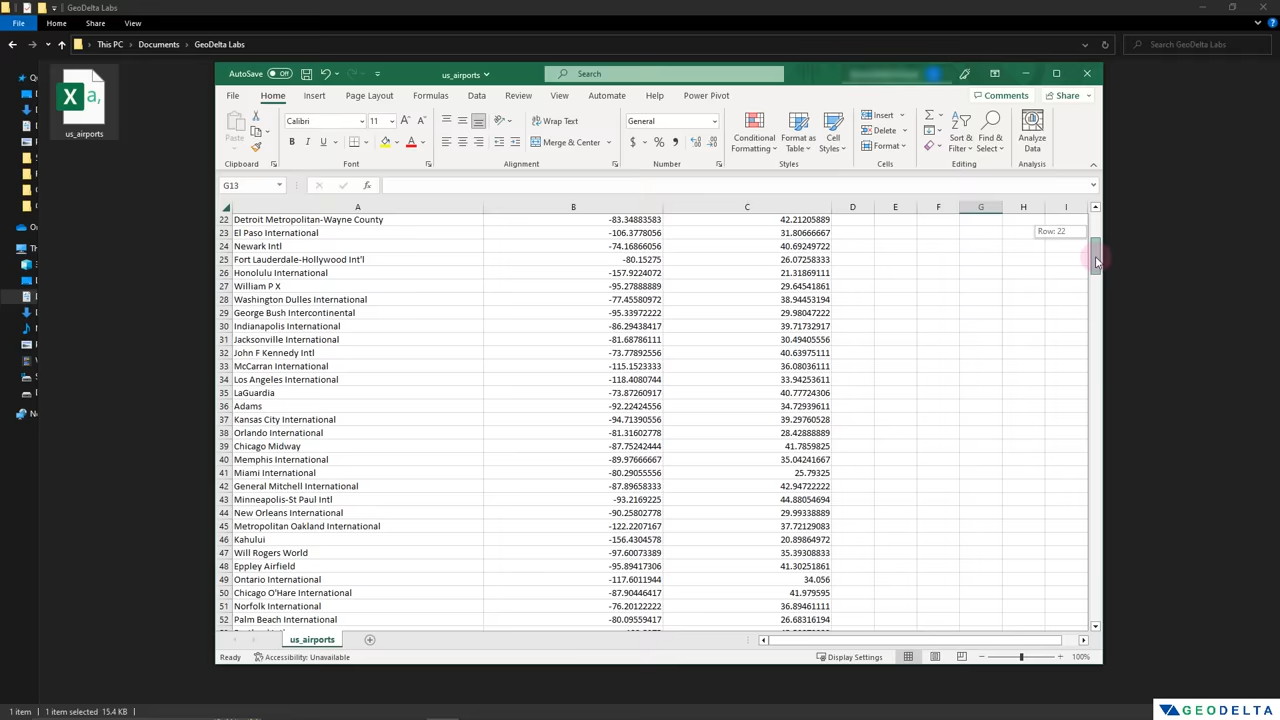 GeoDelta Labs
File Home Share View
This PC Documents GeoDelta Labs
Search GeoDelta Labs
us_airports
AutoSave Off
us_airports
Search
File Home Insert Page Layout Formulas Data Review View Automate Help Power Pivot Comments Share
Paste
Calibri 11
Wrap Text
General
Conditional Formatting
Format as Table
Cell Styles
Insert
Delete
Format
Sort & Filter
Find & Select
Analyze Data
Merge & Center
Clipboard Font Alignment Number Styles Cells Editing Analysis
G13 fx
A B C D E F G H I
22 Detroit Metropolitan-Wayne County -83.34883583 42.21205889
Row: 22
23 El Paso International -106.3778056 31.80666667
24 Newark Intl -74.16866056 40.69249722
25 Fort Lauderdale-Hollywood Int'l -80.15275 26.07258333
26 Honolulu International -157.9224072 21.31869111
27 William P X -95.27888889 29.64541861
28 Washington Dulles International -77.45580972 38.94453194
29 George Bush Intercontinental -95.33972222 29.98047222
30 Indianapolis International -86.29438417 39.71732917
31 Jacksonville International -81.68786111 30.49405556
32 John F Kennedy Intl -73.77892556 40.63975111
33 McCarran International -115.1523333 36.08036111
34 Los Angeles International -118.4080744 33.94253611
35 LaGuardia -73.87260917 40.77724306
36 Adams -92.22424556 34.72939611
37 Kansas City International -94.71390556 39.29760528
38 Orlando International -81.31602778 28.42888889
39 Chicago Midway -87.75242444 41.7859825
40 Memphis International -89.97666667 35.04241667
41 Miami International -80.29055556 25.79325
42 General Mitchell International -87.89658333 42.94722222
43 Minneapolis-St Paul Intl -93.2169225 44.88054694
44 New Orleans International -90.25802778 29.99338889
45 Metropolitan Oakland International -122.2207167 37.72129083
46 Kahului -156.4304578 20.89864972
47 Will Rogers World -97.60073389 35.39308833
48 Eppley Airfield -95.89417306 41.30251861
49 Ontario International -117.6011944 34.056
50 Chicago O'Hare International -87.90446417 41.979595
51 Norfolk International -76.20122222 36.89461111
52 Palm Beach International -80.09559417 26.68316194
us_airports
Ready Accessibility: Unavailable Display Settings 100%
1 item 1 item selected 15.4 KB
GEODELTA